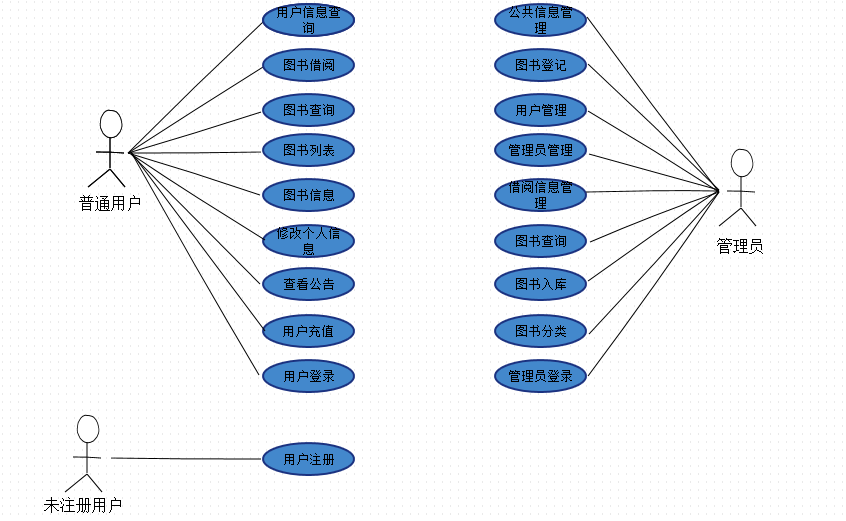 用户信息查
询
图书借阅
图书查询
图书列表
图书信息
修改个人信
息
查看公告
用户充值
用户登录
普通用户
公共信息管
理
图书登记
用户管理
管理员管理
借阅信息管
理
图书查询
图书入库
图书分类
管理员登录
管理员
用户注册
未注册用户